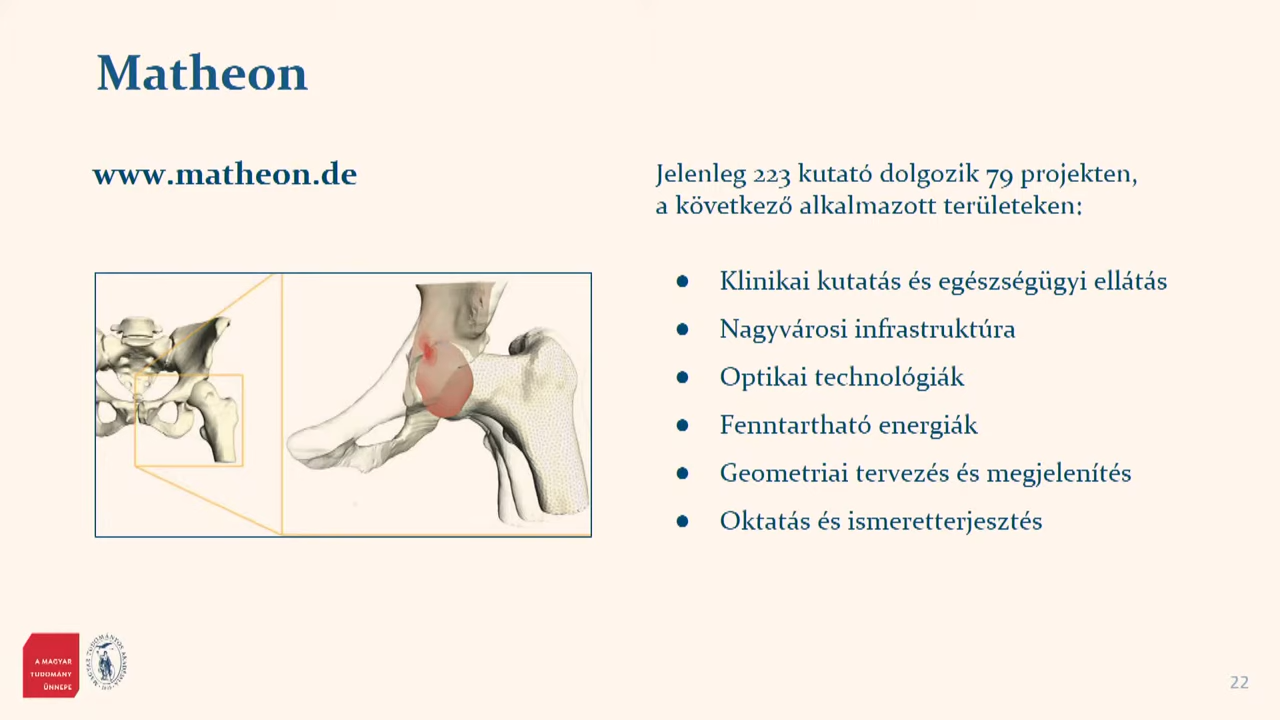 Matheon
www.matheon.de
Jelenleg 223 kutató dolgozik 79 projekten,
a következő alkalmazott területeken:
● Klinikai kutatás és egészségügyi ellátás
● Nagyvárosi infrastruktúra
● Optikai technológiák
● Fenntartható energiák
● Geometriai tervezés és megjelenítés
● Oktatás és ismeretterjesztés
A MAGYAR
TUDOMÁNY
ÜNNEPE
22